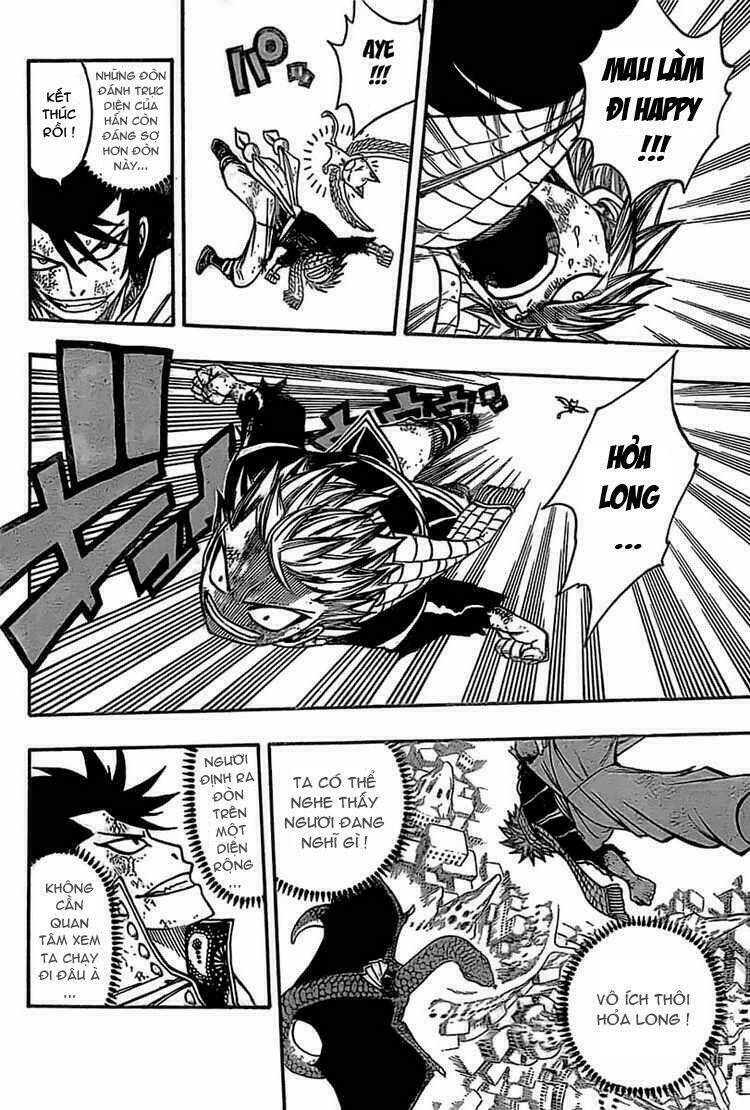 MAU LÀM
ĐI HAPPY
!!!
AYE
!!!
パッ
NHỮNG ĐÒN
ĐÁNH TRỰC
DIỆN CỦA
HẮN CÒN
ĐÁNG SỢ
HƠN ĐÒN
NÀY...
KẾT
THÚC
RỒI !
HỎA
LONG
...
TA CÓ THỂ
NGHE THẤY
NGƯƠI ĐANG
NGHĨ GÌ !
VÔ ÍCH THÔI
HỎA LONG !
NGƯƠI
ĐỊNH RA
ĐÒN TRÊN
MỘT
DIỆN RỘNG
...
KHÔNG
CẦN
QUAN
TÂM XEM
TA CHẠY
ĐI ĐÂU À
...